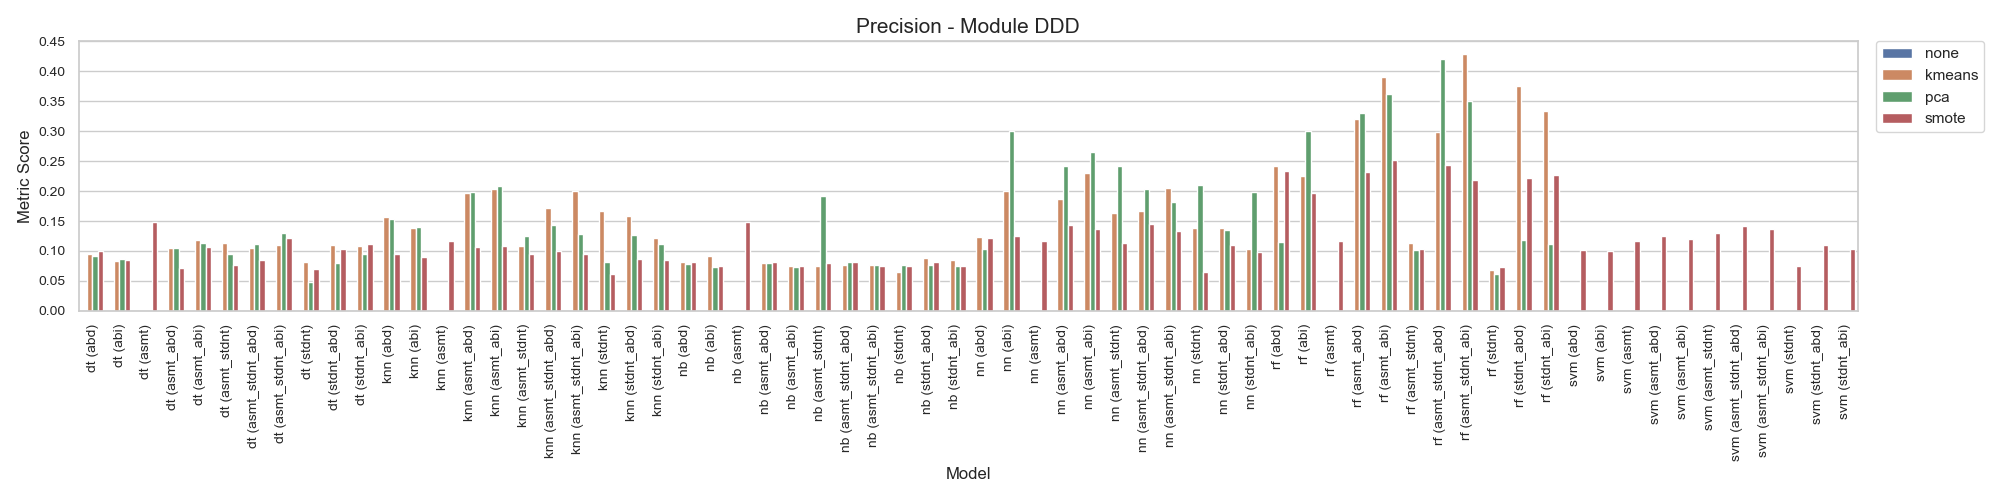 Precision - Module DDD
Metric Score
0.45
0.40
0.35
0.30
0.25
0.20
0.15
0.10
0.05
0.00
none
kmeans
pca
smote
dt (abd)
dt (abi)
dt (asmt)
dt (asmt_abd)
dt (asmt_abi)
dt (asmt_stdnt)
dt (asmt_stdnt_abd)
dt (asmt_stdnt_abi)
dt (stdnt)
dt (stdnt_abd)
dt (stdnt_abi)
knn (abd)
knn (abi)
knn (asmt)
knn (asmt_abd)
knn (asmt_abi)
knn (asmt_stdnt)
knn (asmt_stdnt_abd)
knn (asmt_stdnt_abi)
knn (stdnt)
knn (stdnt_abd)
knn (stdnt_abi)
nb (abd)
nb (abi)
nb (asmt)
nb (asmt_abd)
nb (asmt_abi)
nb (asmt_stdnt)
nb (asmt_stdnt_abd)
nb (asmt_stdnt_abi)
nb (stdnt)
nb (stdnt_abd)
nb (stdnt_abi)
nn (abd)
nn (abi)
nn (asmt)
nn (asmt_abd)
nn (asmt_abi)
nn (asmt_stdnt)
nn (asmt_stdnt_abd)
nn (asmt_stdnt_abi)
nn (stdnt)
nn (stdnt_abd)
nn (stdnt_abi)
rf (abd)
rf (abi)
rf (asmt)
rf (asmt_abd)
rf (asmt_abi)
rf (asmt_stdnt)
rf (asmt_stdnt_abd)
rf (asmt_stdnt_abi)
rf (stdnt)
rf (stdnt_abd)
rf (stdnt_abi)
svm (abd)
svm (abi)
svm (asmt)
svm (asmt_abd)
svm (asmt_abi)
svm (asmt_stdnt)
svm (asmt_stdnt_abd)
svm (asmt_stdnt_abi)
svm (stdnt)
svm (stdnt_abd)
svm (stdnt_abi)
Model